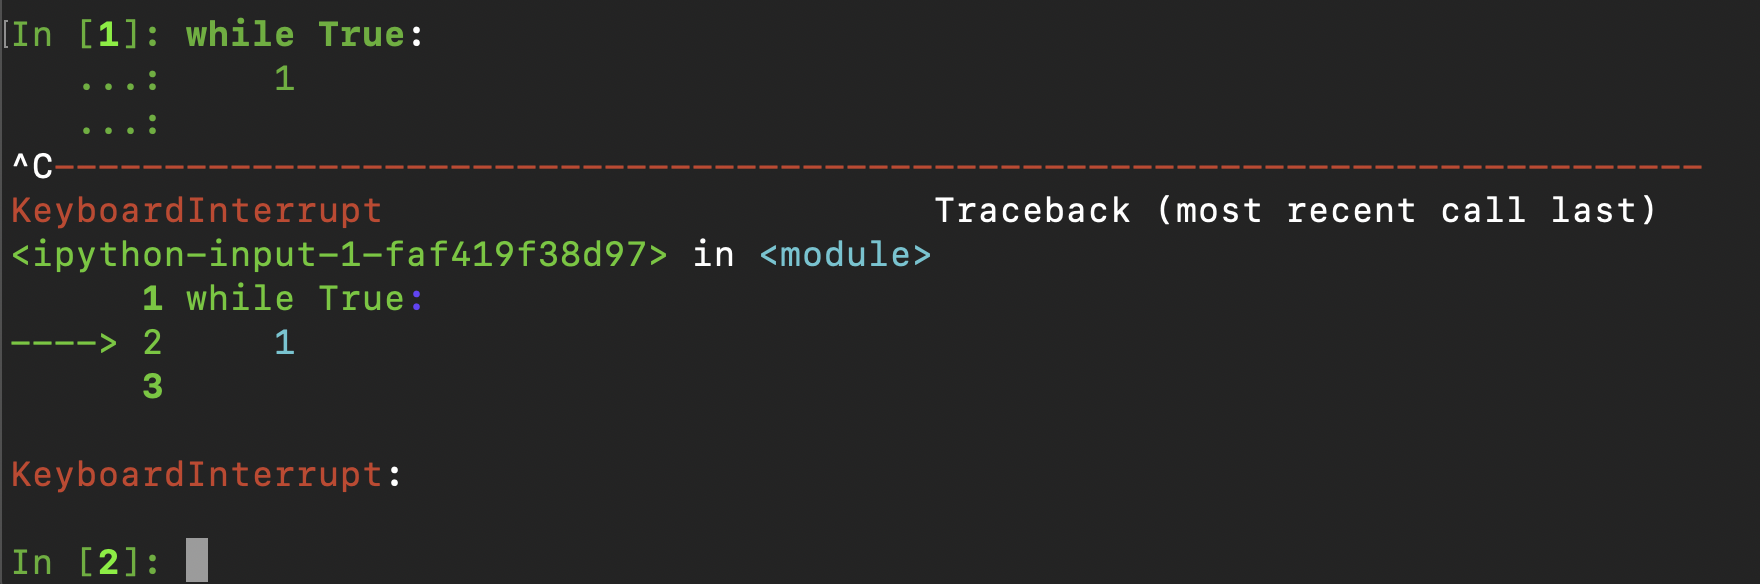 In [1]: while True:
   ...:     1
   ...:
^C---------------------------------------------------------------------------
KeyboardInterrupt                         Traceback (most recent call last)
<ipython-input-1-faf419f38d97> in <module>
      1 while True:
----> 2     1
      3
KeyboardInterrupt:
In [2]: